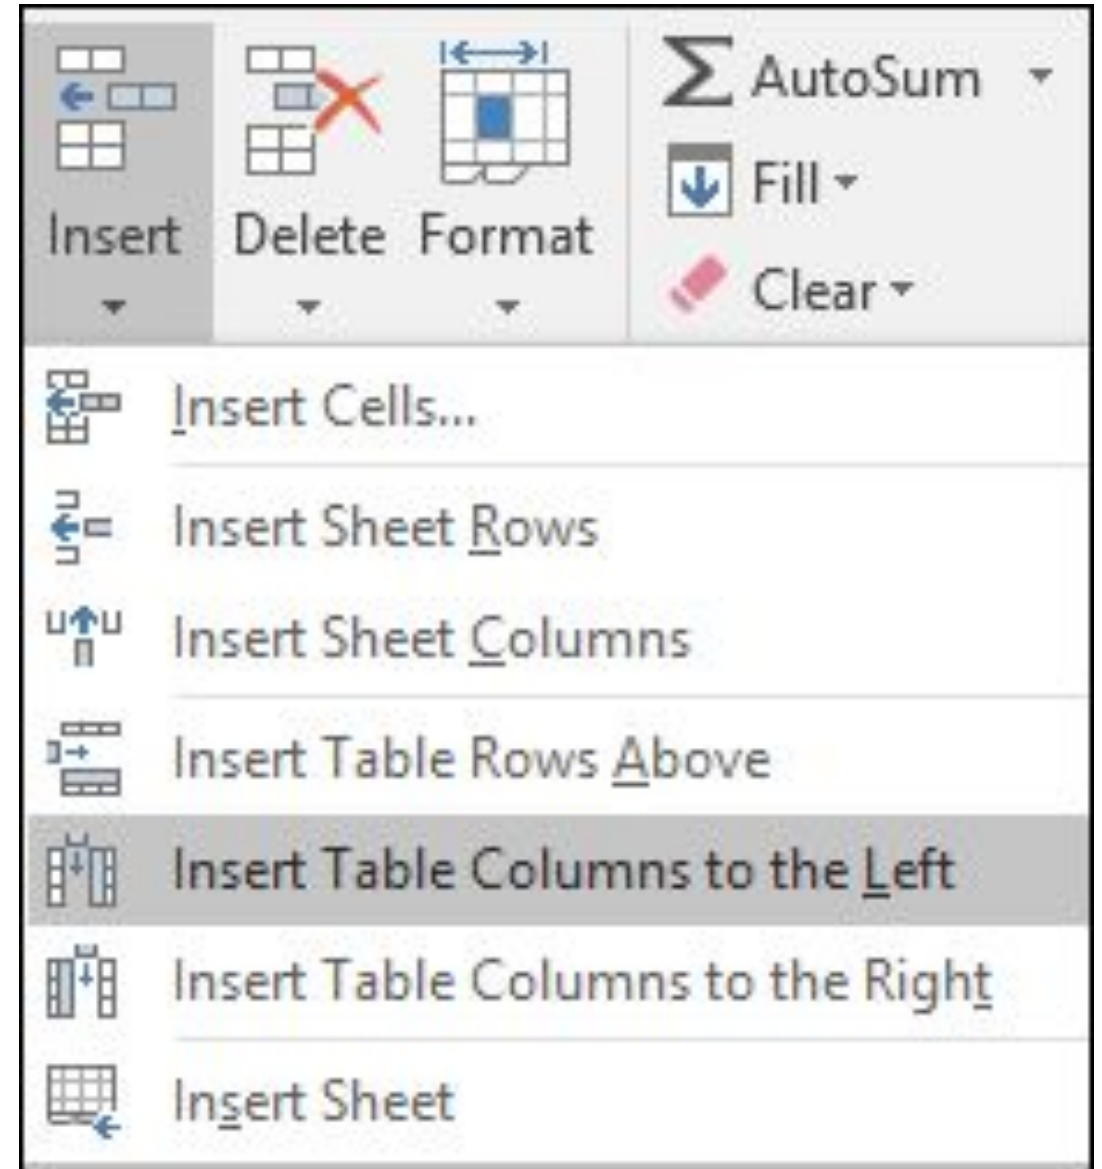 AutoSum
Fill
Insert Delete Format
Clear
Insert Cells...
Insert Sheet Rows
Insert Sheet Columns
Insert Table Rows Above
Insert Table Columns to the Left
Insert Table Columns to the Right
Insert Sheet